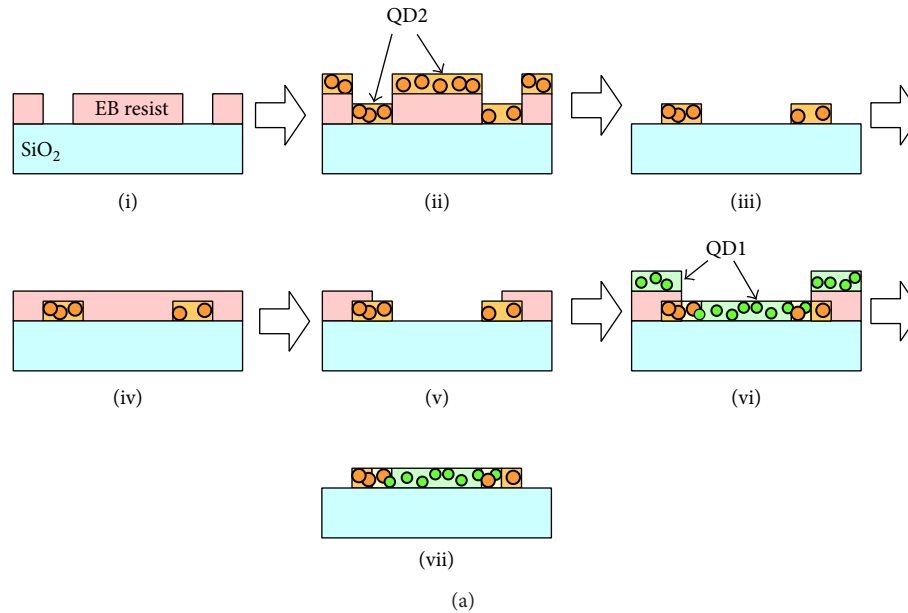 QD2
EB resist
SiO₂
(i)
(ii)
(iii)
QD1
(iv)
(v)
(vi)
(vii)
(a)